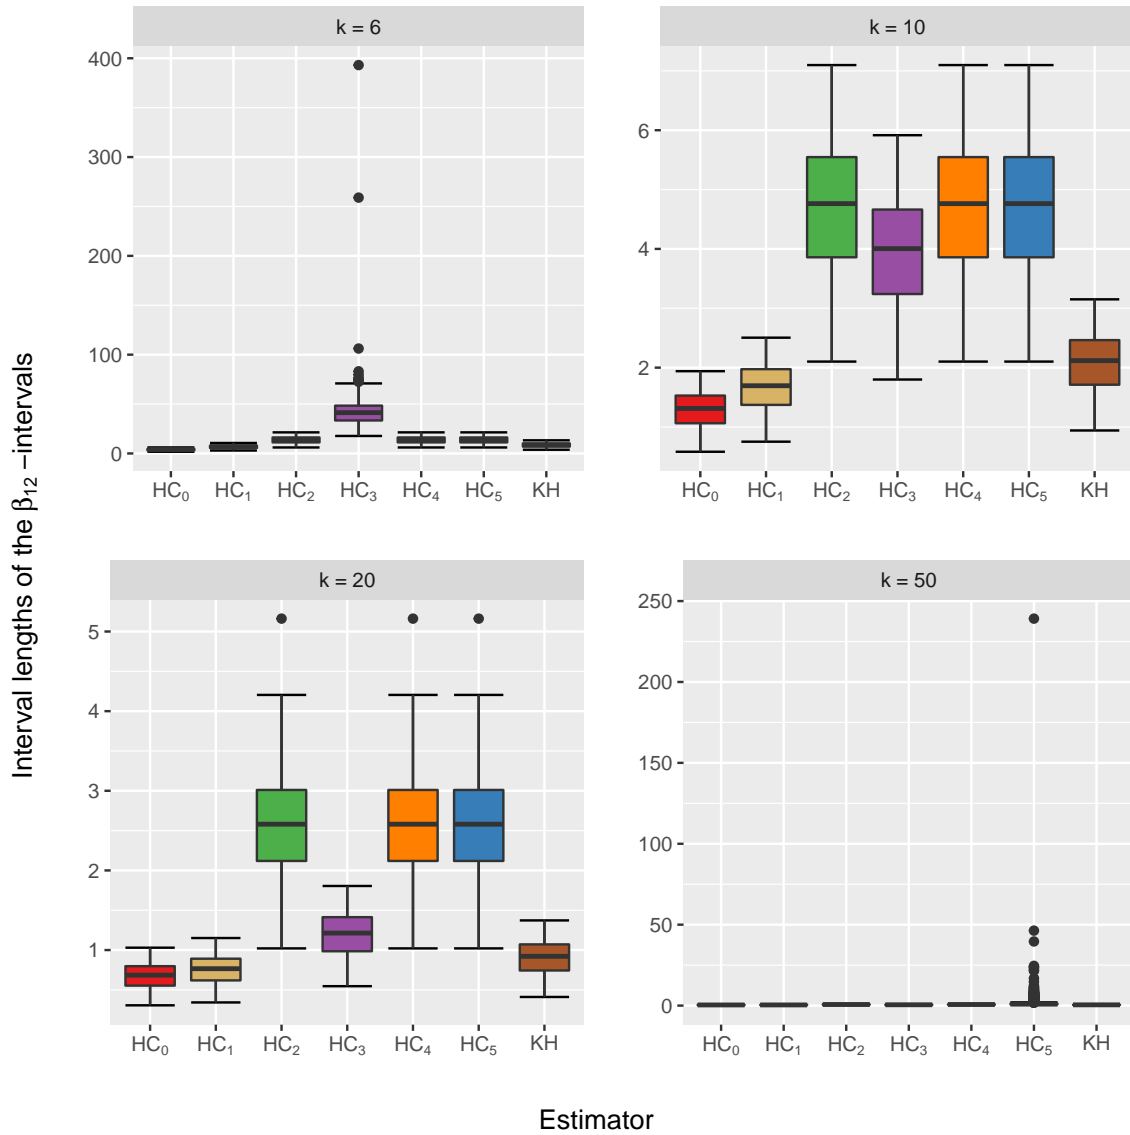 Interval lengths of the β₁₂ −intervals
k = 6
400
300
200
100
0
HC₀ HC₁ HC₂ HC₃ HC₄ HC₅ KH
k = 10
6
4
2
HC₀ HC₁ HC₂ HC₃ HC₄ HC₅ KH
k = 20
5
4
3
2
1
HC₀ HC₁ HC₂ HC₃ HC₄ HC₅ KH
k = 50
250
200
150
100
50
0
HC₀ HC₁ HC₂ HC₃ HC₄ HC₅ KH
Estimator